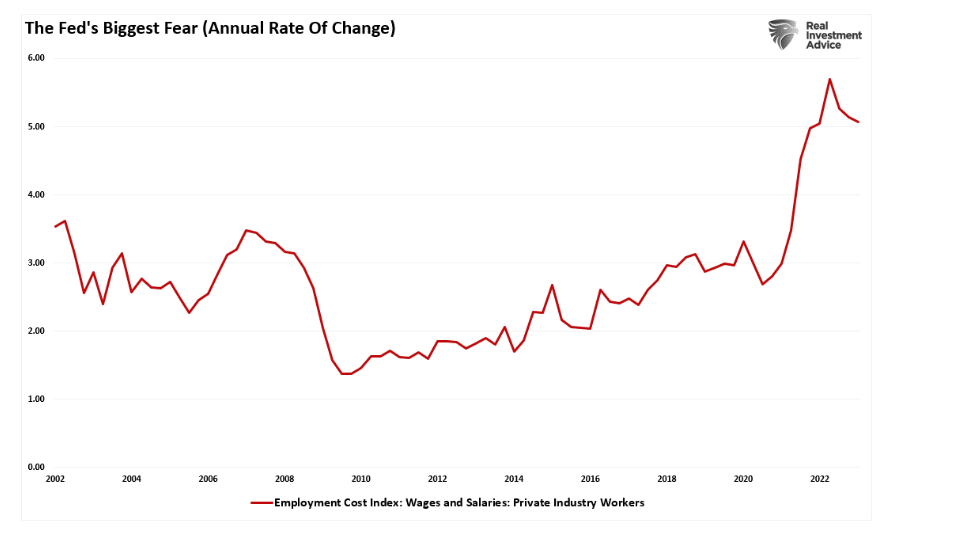 The Fed's Biggest Fear (Annual Rate Of Change)
Real
Investment
Advice
6.00
5.00
4.00
3.00
2.00
1.00
0.00
2002 2004 2006 2008 2010 2012 2014 2016 2018 2020 2022
Employment Cost Index: Wages and Salaries: Private Industry Workers